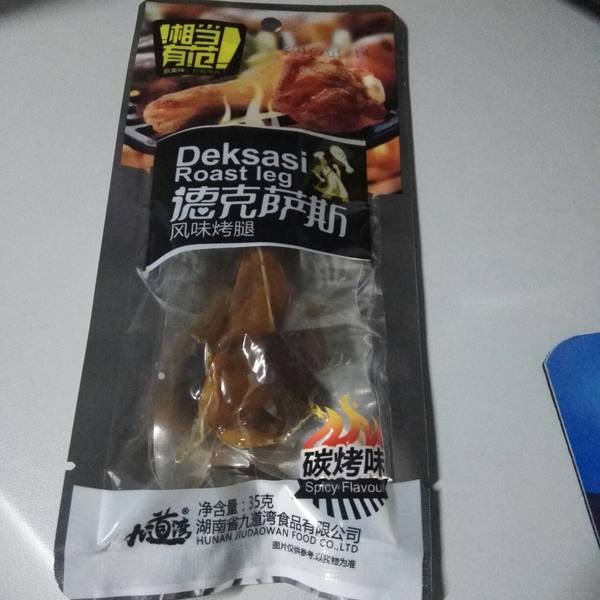 相当
有范!
Deksasi
Roast leg
德克萨斯
风味烤腿
碳烤味
Spicy Flavour
九道湾®
净含量：35克
湖南省九道湾食品有限公司
HUNAN JIUDAOWAN FOOD CO.,LTD
图片仅供参考,以实物为准